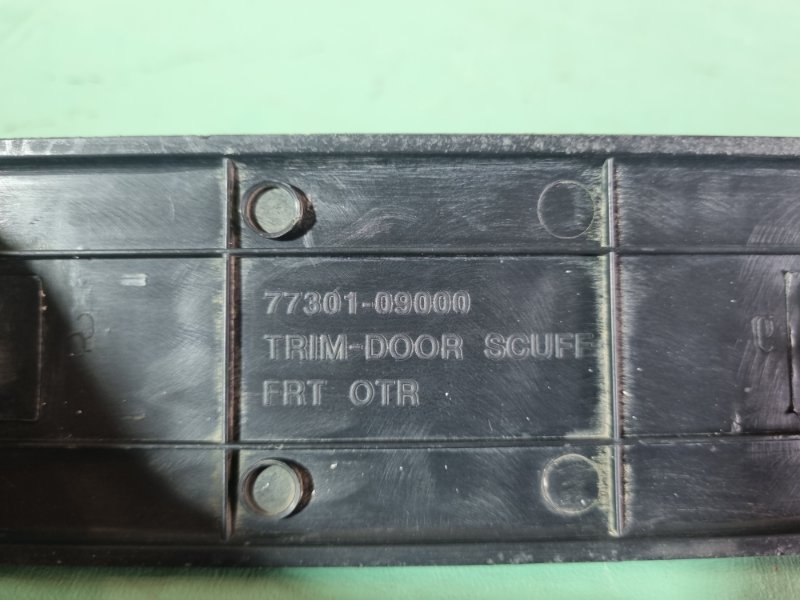 77301-09000
TRIM-DOOR SCUFF
FRT OTR